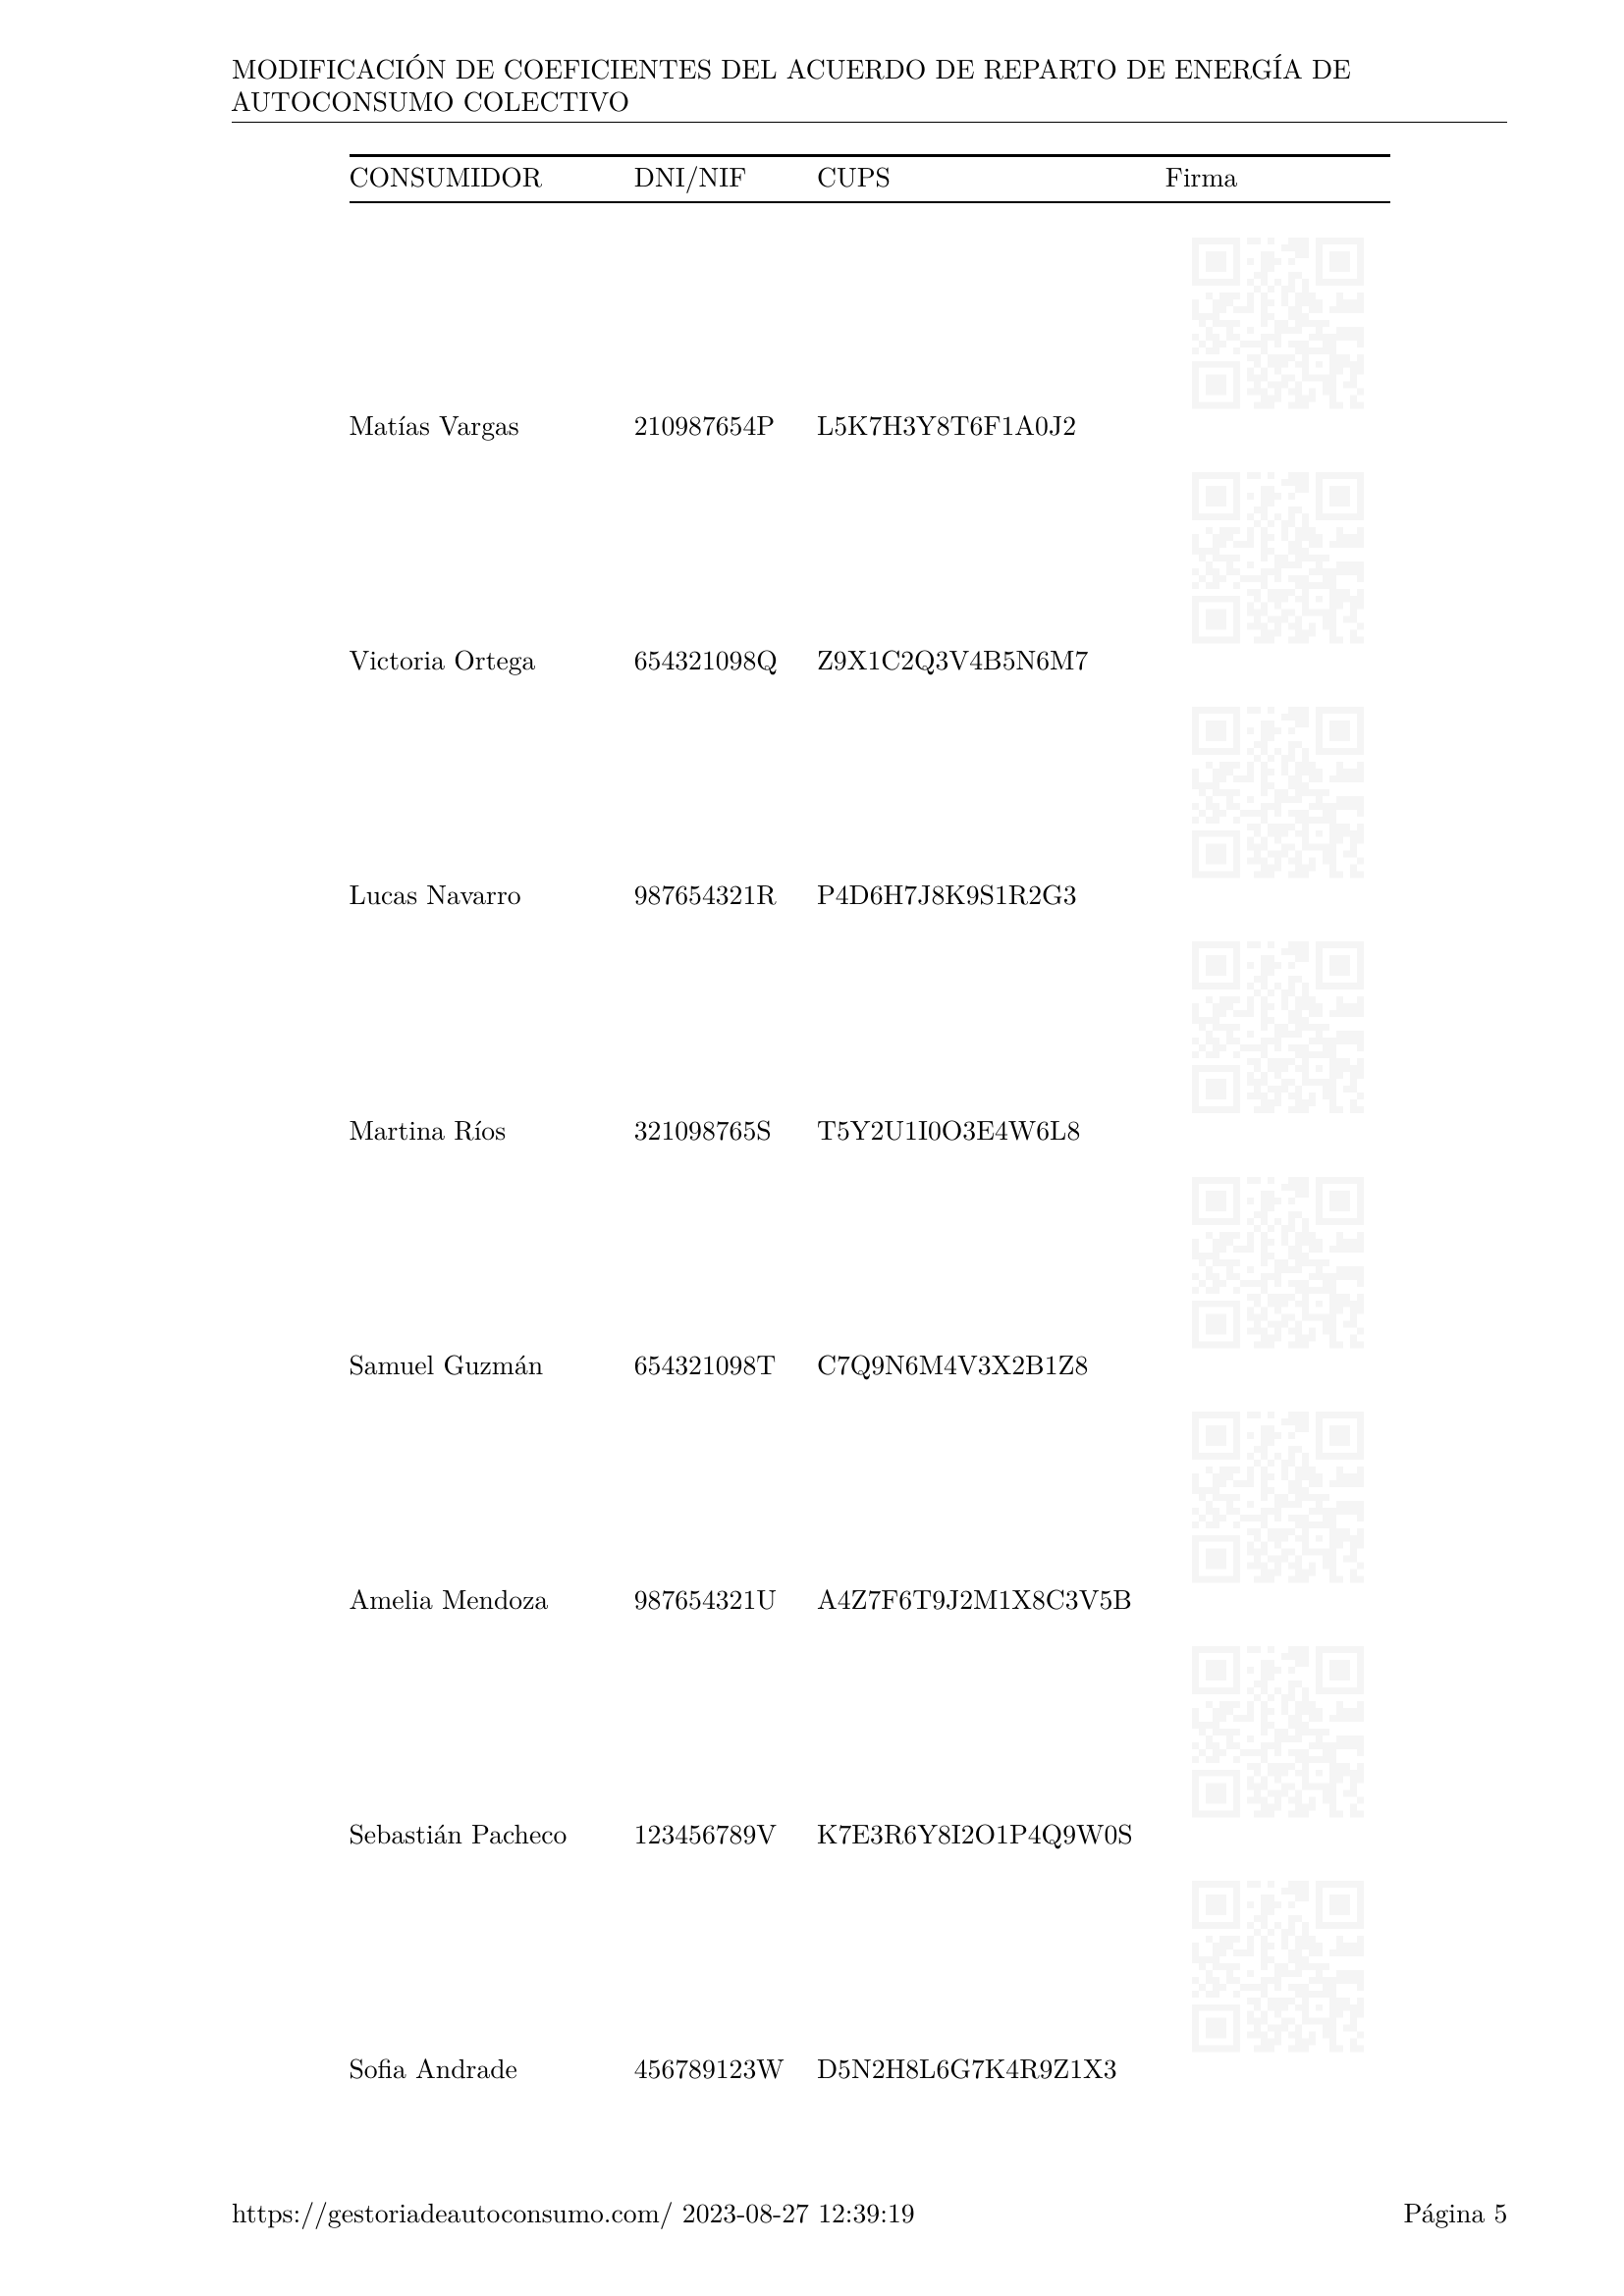 MODIFICACIÓN DE COEFICIENTES DEL ACUERDO DE REPARTO DE ENERGÍA DE
AUTOCONSUMO COLECTIVO
CONSUMIDOR DNI/NIF CUPS Firma
Matías Vargas 210987654P L5K7H3Y8T6F1A0J2
Victoria Ortega 654321098Q Z9X1C2Q3V4B5N6M7
Lucas Navarro 987654321R P4D6H7J8K9S1R2G3
Martina Ríos 321098765S T5Y2U1I0O3E4W6L8
Samuel Guzmán 654321098T C7Q9N6M4V3X2B1Z8
Amelia Mendoza 987654321U A4Z7F6T9J2M1X8C3V5B
Sebastián Pacheco 123456789V K7E3R6Y8I2O1P4Q9W0S
Sofia Andrade 456789123W D5N2H8L6G7K4R9Z1X3
https://gestoriadeautoconsumo.com/ 2023-08-27 12:39:19 Página 5